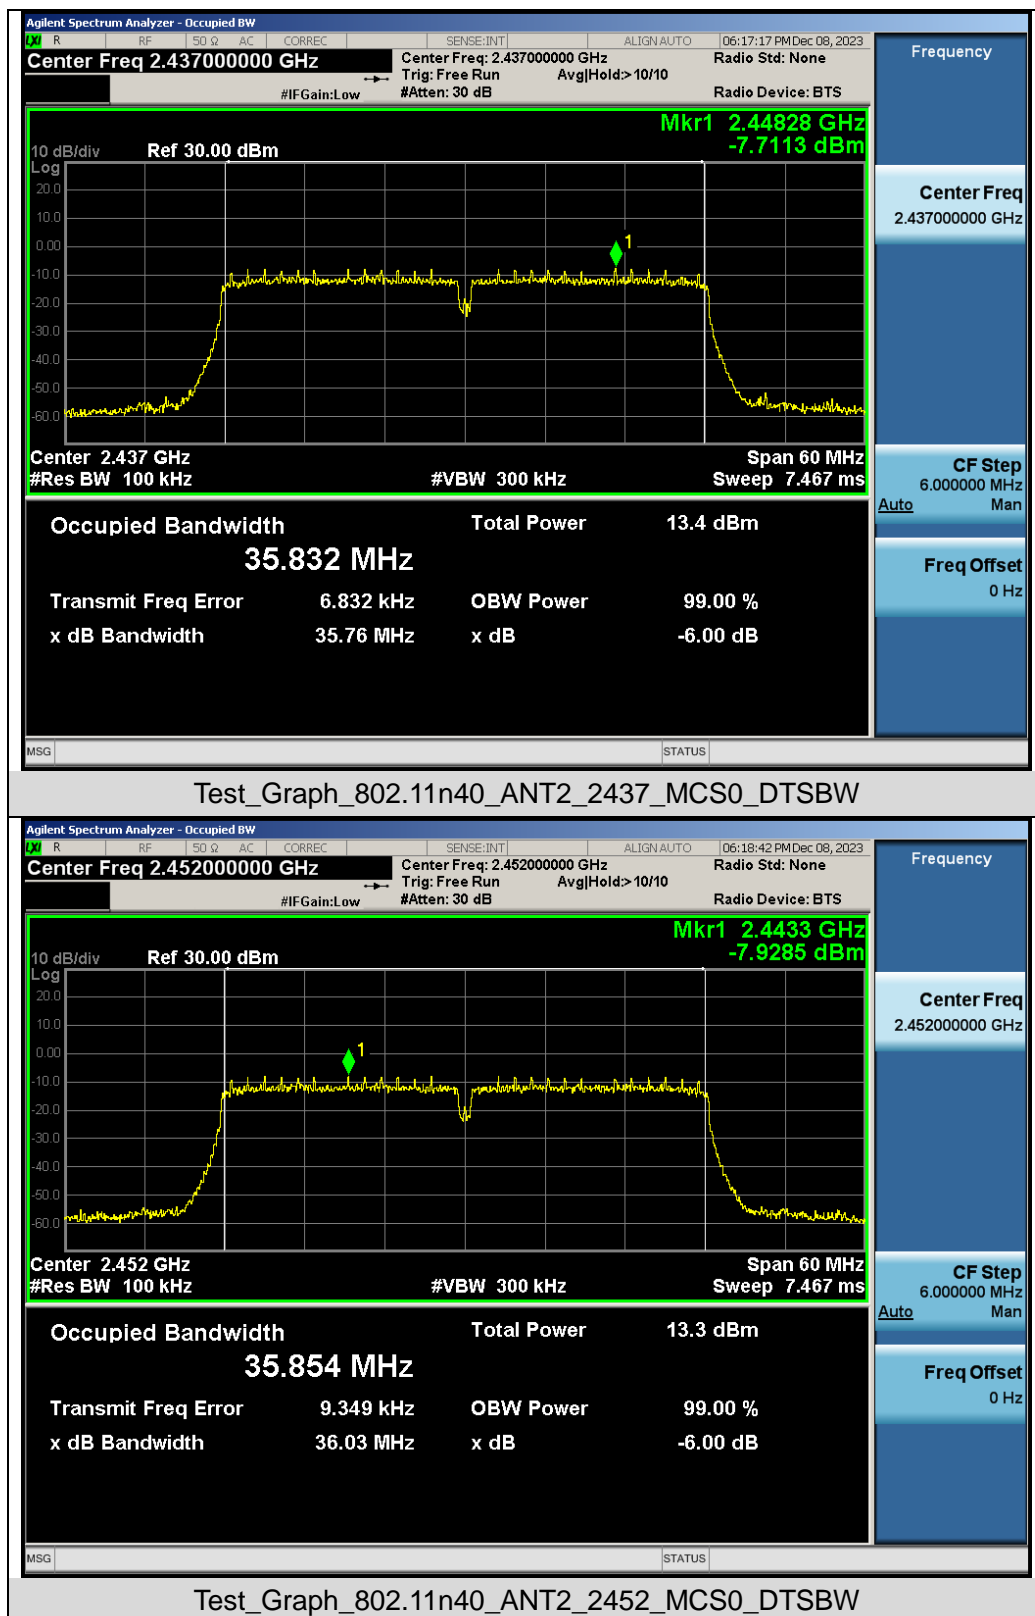 Agilent Spectrum Analyzer - Occupied BW
LXI R RF 50 Ω AC CORREC SENSE:INT ALIGN AUTO 06:17:17 PM Dec 08, 2023
Center Freq 2.437000000 GHz
Center Freq: 2.437000000 GHz Radio Std: None
Trig: Free Run Avg|Hold:> 10/10
#IFGain:Low #Atten: 30 dB Radio Device: BTS
Frequency
Mkr1 2.44828 GHz
-7.7113 dBm
10 dB/div Ref 30.00 dBm
Log
20.0
10.0
0.00
-10.0
-20.0
-30.0
-40.0
-50.0
-60.0
1
Center 2.437 GHz Span 60 MHz
#Res BW 100 kHz #VBW 300 kHz Sweep 7.467 ms
Center Freq
2.437000000 GHz
CF Step
6.000000 MHz
Auto Man
Freq Offset
0 Hz
Occupied Bandwidth Total Power 13.4 dBm
35.832 MHz
Transmit Freq Error 6.832 kHz OBW Power 99.00 %
x dB Bandwidth 35.76 MHz x dB -6.00 dB
MSG STATUS
Test_Graph_802.11n40_ANT2_2437_MCS0_DTSBW
Agilent Spectrum Analyzer - Occupied BW
LXI R RF 50 Ω AC CORREC SENSE:INT ALIGN AUTO 06:18:42 PM Dec 08, 2023
Center Freq 2.452000000 GHz
Center Freq: 2.452000000 GHz Radio Std: None
Trig: Free Run Avg|Hold:> 10/10
#IFGain:Low #Atten: 30 dB Radio Device: BTS
Frequency
Mkr1 2.4433 GHz
-7.9285 dBm
10 dB/div Ref 30.00 dBm
Log
20.0
10.0
0.00
-10.0
-20.0
-30.0
-40.0
-50.0
-60.0
1
Center 2.452 GHz Span 60 MHz
#Res BW 100 kHz #VBW 300 kHz Sweep 7.467 ms
Center Freq
2.452000000 GHz
CF Step
6.000000 MHz
Auto Man
Freq Offset
0 Hz
Occupied Bandwidth Total Power 13.3 dBm
35.854 MHz
Transmit Freq Error 9.349 kHz OBW Power 99.00 %
x dB Bandwidth 36.03 MHz x dB -6.00 dB
MSG STATUS
Test_Graph_802.11n40_ANT2_2452_MCS0_DTSBW